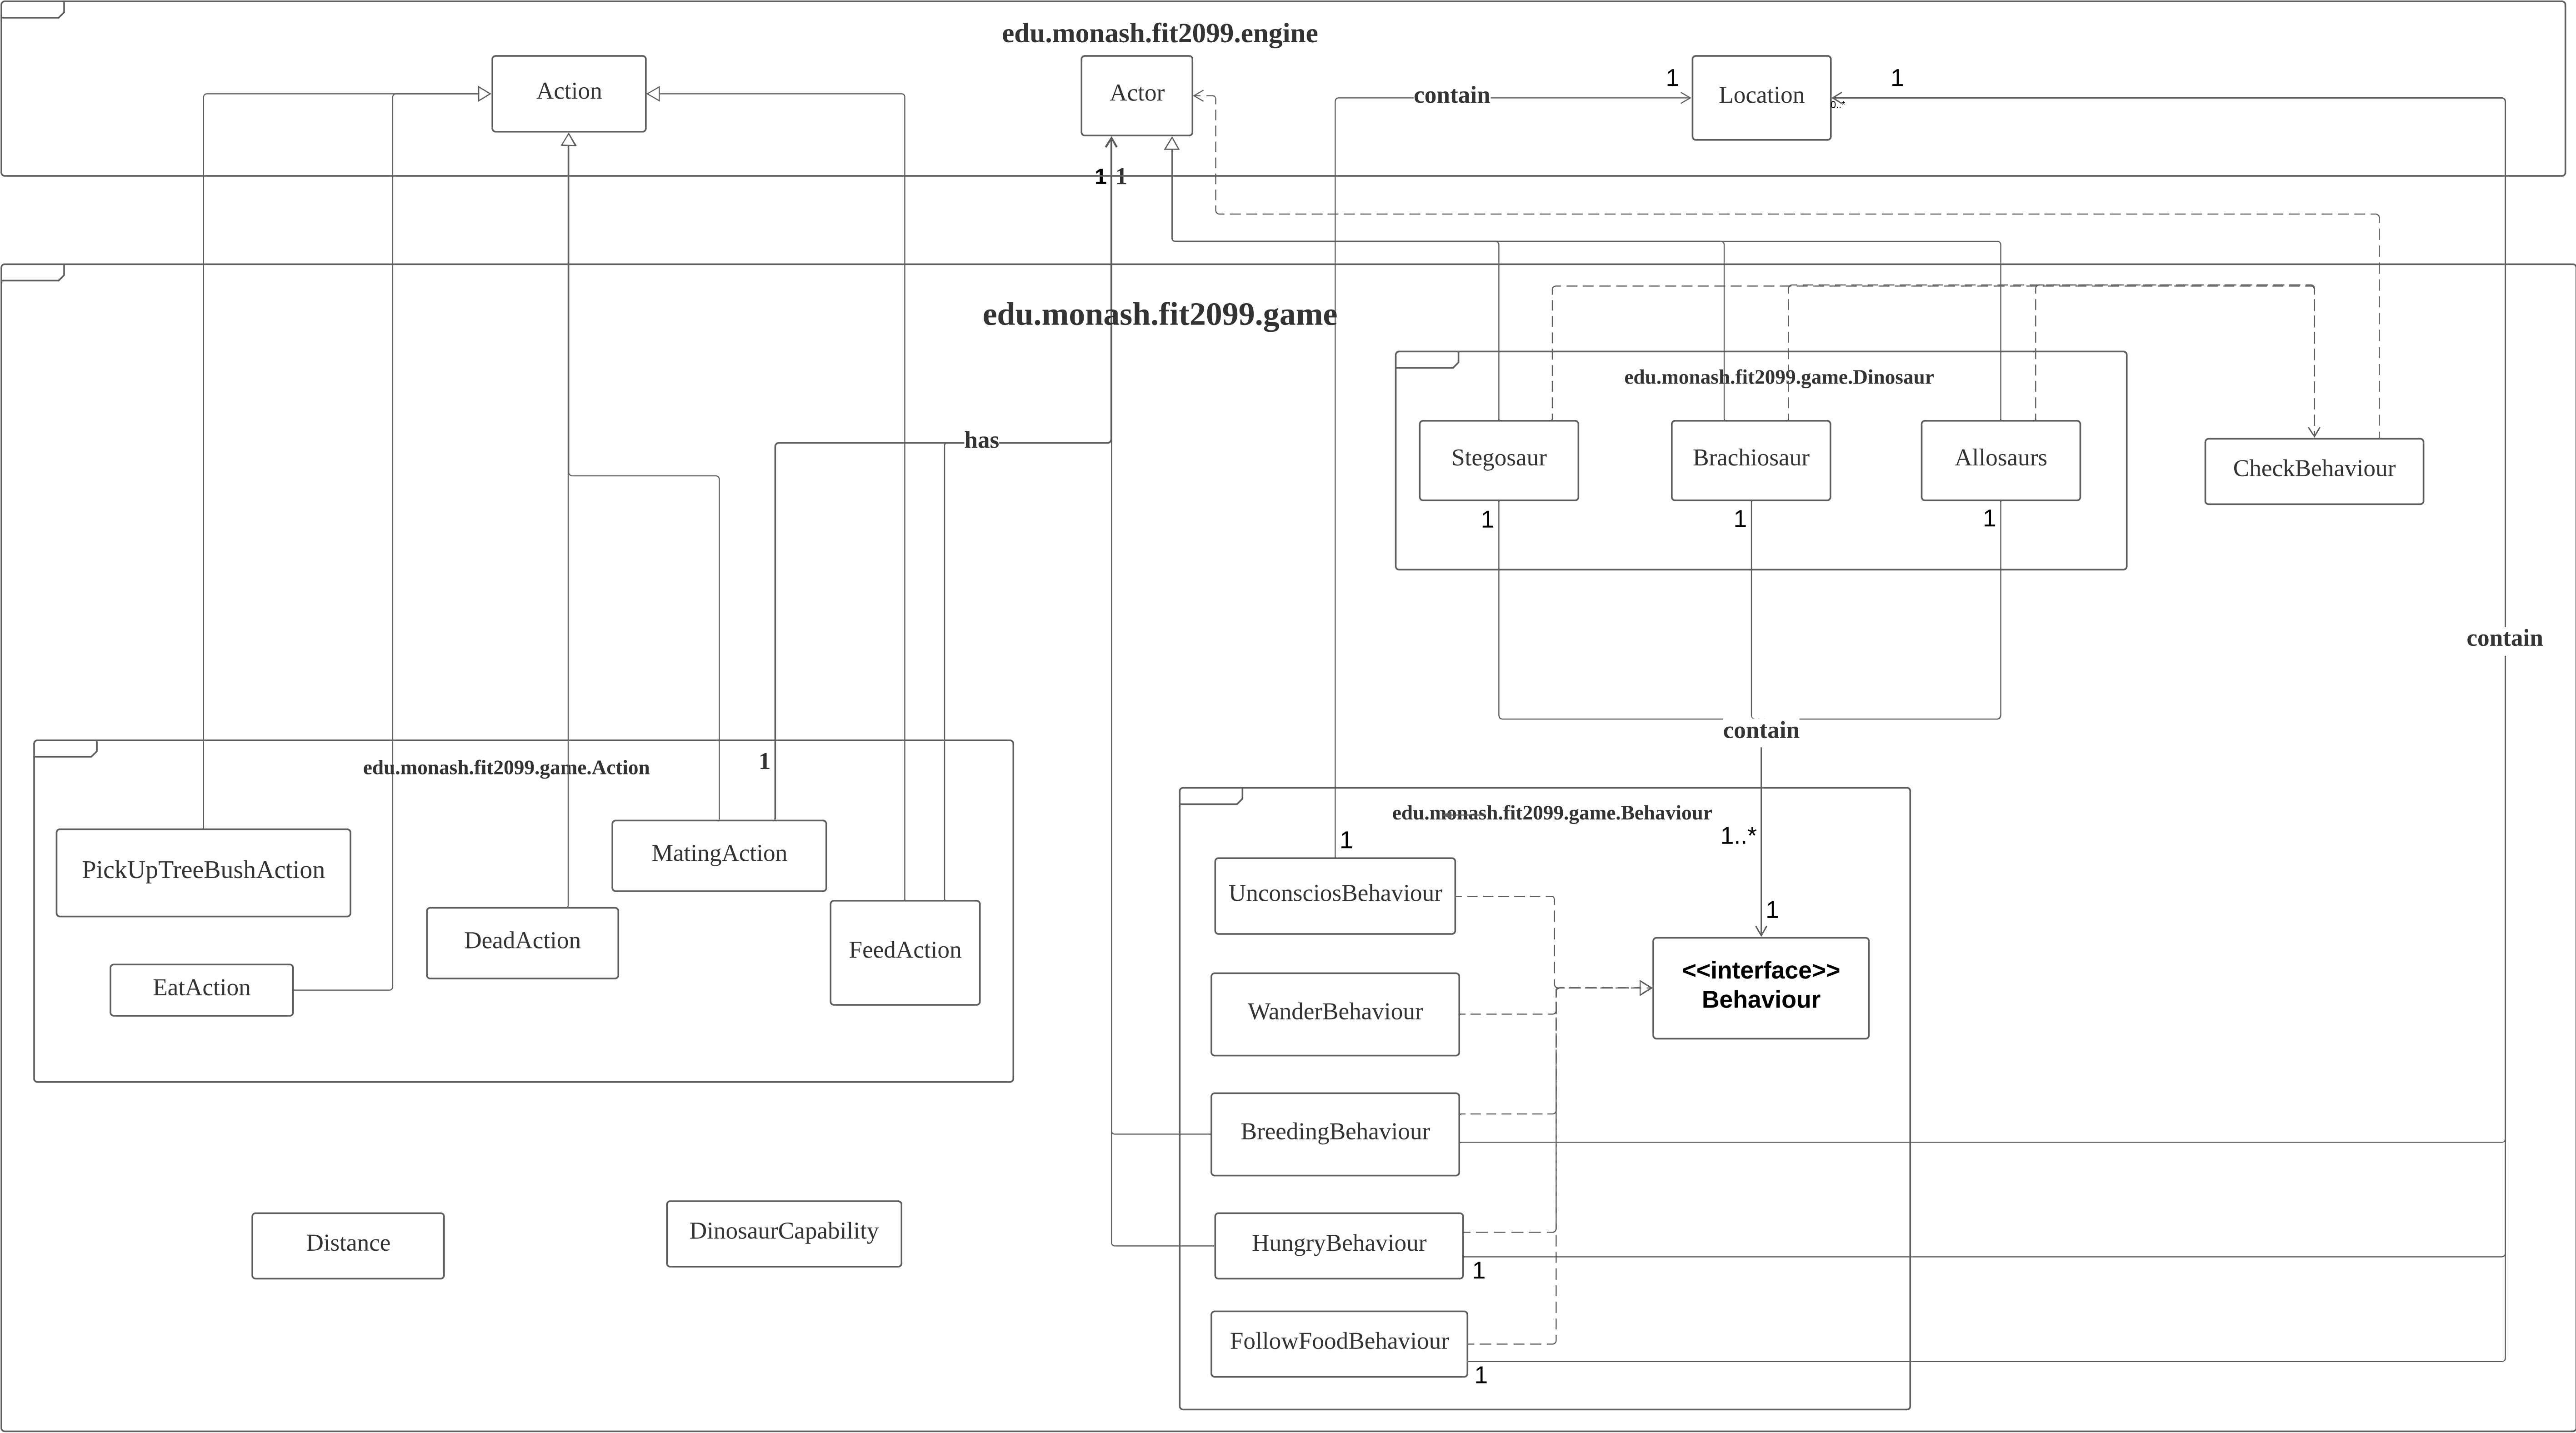 edu.monash.fit2099.engine
Action
Actor
contain
1
Location
1
0..*
1 1
edu.monash.fit2099.game
edu.monash.fit2099.game.Dinosaur
Stegosaur
Brachiosaur
Allosaurs
CheckBehaviour
has
1
1
1
contain
contain
edu.monash.fit2099.game.Action
1
PickUpTreeBushAction
MatingAction
DeadAction
FeedAction
EatAction
edu.monash.fit2099.game.Behaviour
1
1..*
UnconsciosBehaviour
1
<<interface>>
Behaviour
WanderBehaviour
BreedingBehaviour
HungryBehaviour
1
FollowFoodBehaviour
1
Distance
DinosaurCapability